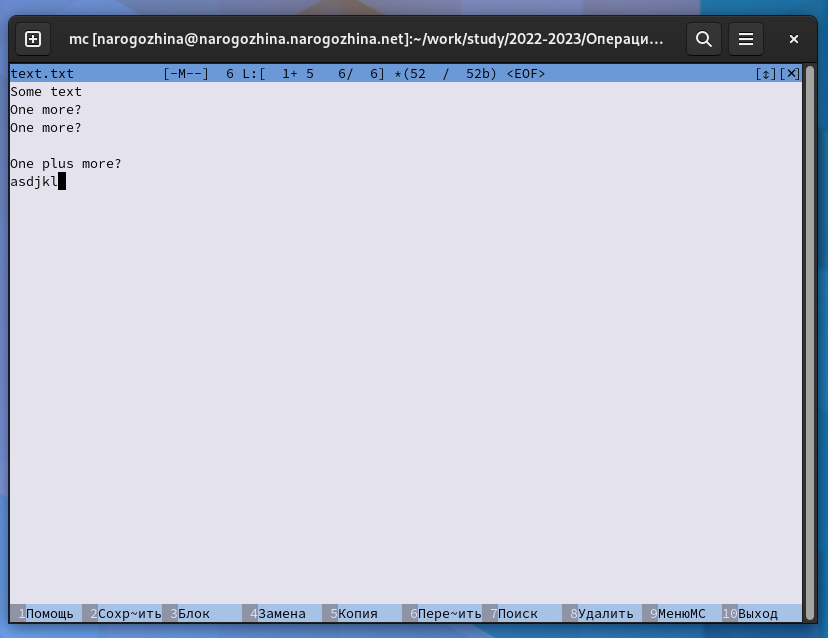 mc [narogozhina@narogozhina.narogozhina.net]:~/work/study/2022-2023/Операци…
text.txt [-M--] 6 L:[ 1+ 5 6/ 6] *(52 / 52b) <EOF> [↕][✕]
Some text
One more?
One more?
One plus more?
asdjkl
1Помощь 2Сохр~ить 3Блок 4Замена 5Копия 6Пере~ить 7Поиск 8Удалить 9МенюМС 10Выход